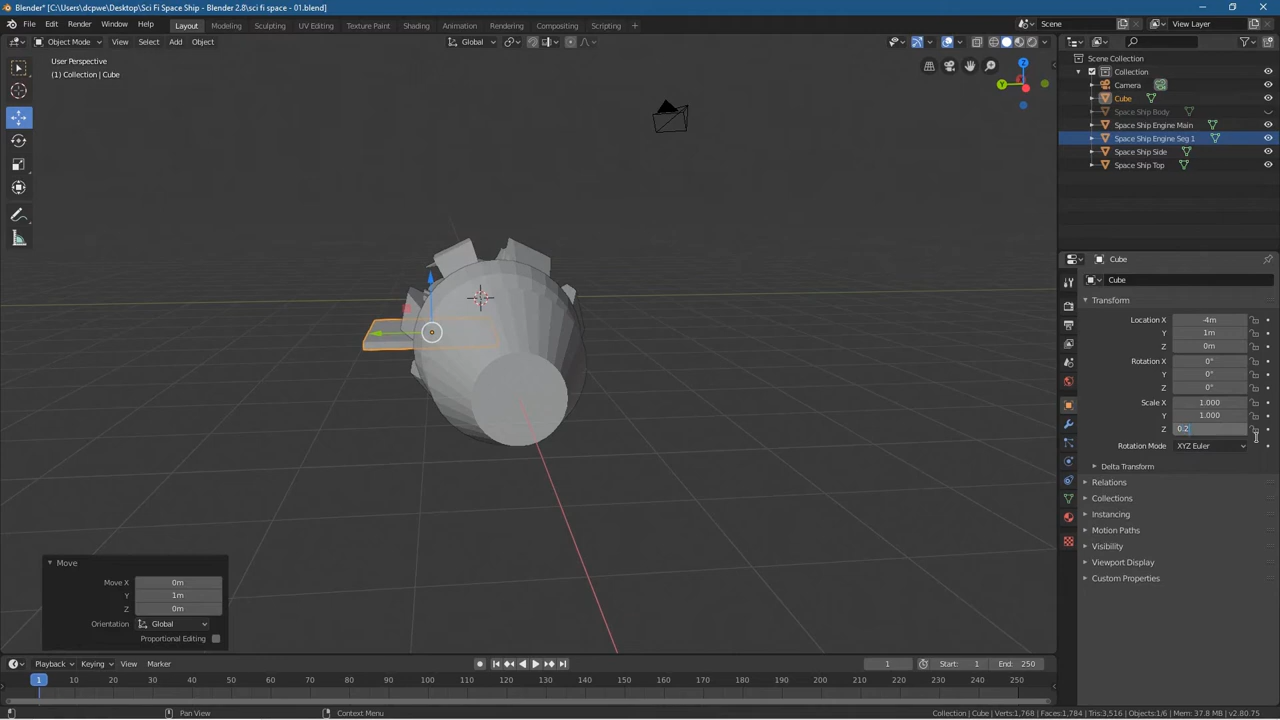 Blender* [C:\Users\dcpwe\Desktop\Sci Fi Space Ship - Blender 2.8\sci fi space - 01.blend]
File Edit Render Window Help Layout Modeling Sculpting UV Editing Texture Paint Shading Animation Rendering Compositing Scripting Scene View Layer
Object Mode View Select Add Object Global
User Perspective
(1) Collection | Cube
Z
Y
Scene Collection
Collection
Camera
Cube
Space Ship Body
Space Ship Engine Main
Space Ship Engine Seg 1
Space Ship Side
Space Ship Top
Cube
Cube
Transform
Location X -4m
Y 1m
Z 0m
Rotation X 0°
Y 0°
Z 0°
Scale X 1.000
Y 1.000
Z 0.2
Rotation Mode XYZ Euler
Delta Transform
Relations
Collections
Instancing
Motion Paths
Visibility
Viewport Display
Custom Properties
Move
Move X 0m
Y 1m
Z 0m
Orientation Global
Proportional Editing
Playback Keying View Marker 1 Start: 1 End: 250
1 10 20 30 40 50 60 70 80 90 100 110 120 130 140 150 160 170 180 190 200 210 220 230 240 250
Pan View Context Menu Collection | Cube | Verts:1,768 | Faces:1,784 | Tris:3,516 | Objects:1/6 | Mem: 37.8 MB | v2.80.75